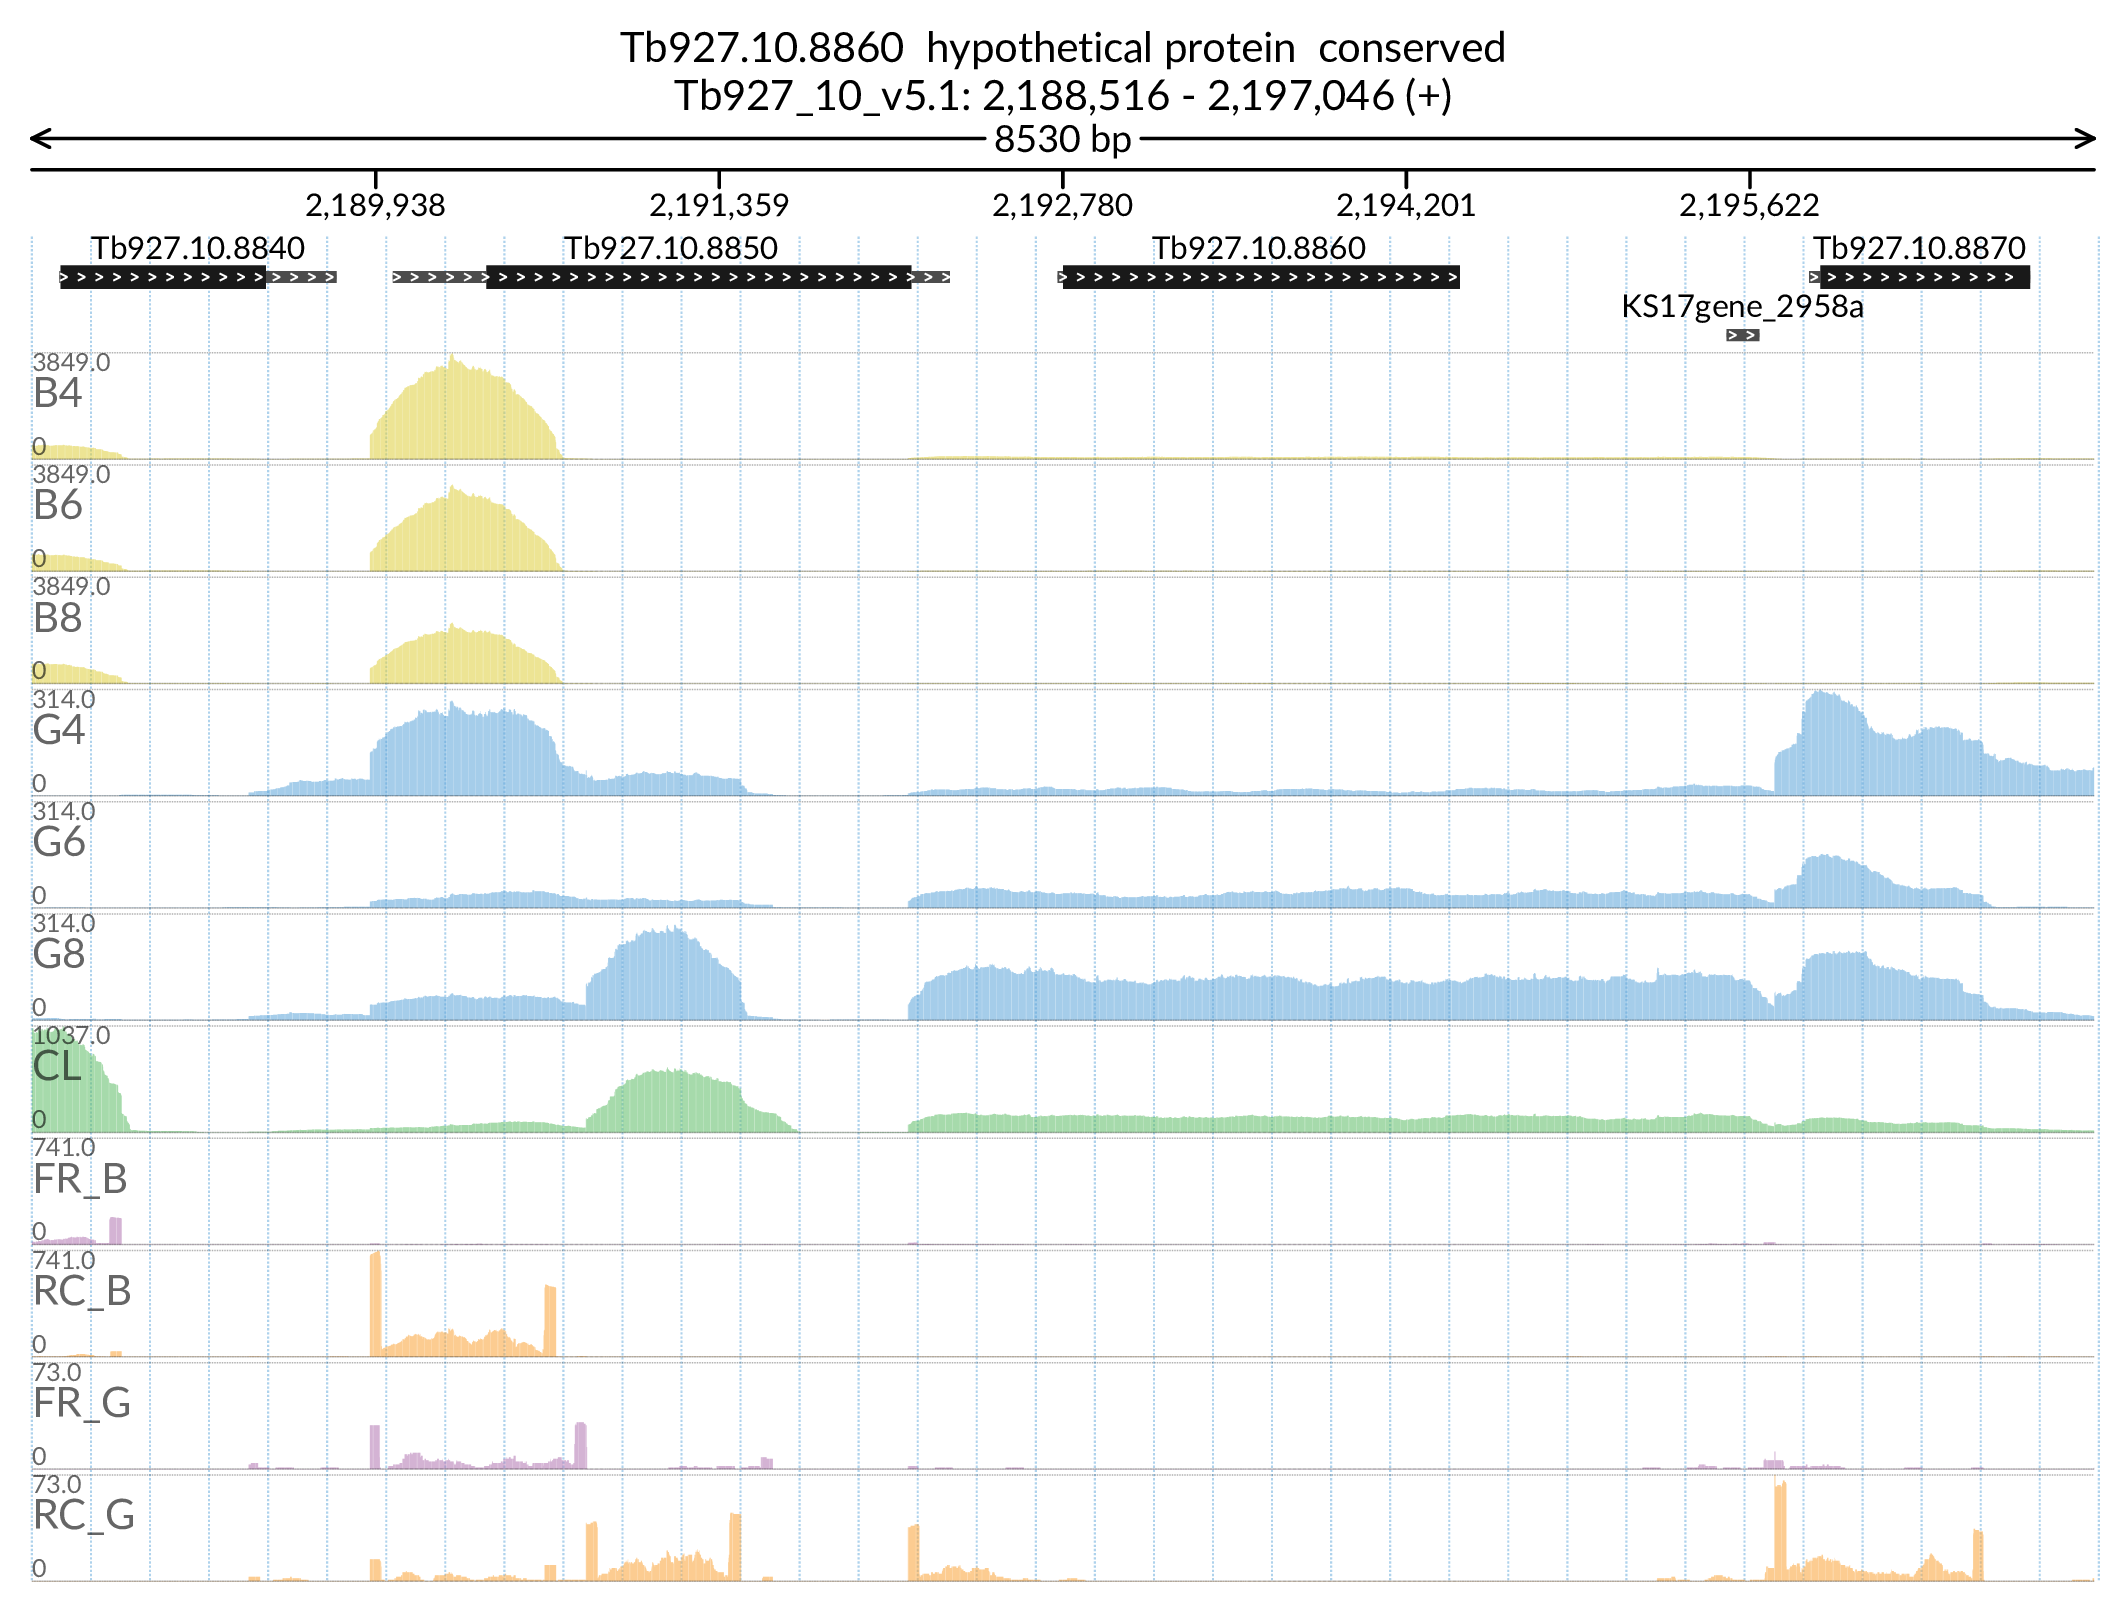 Tb927.10.8860  hypothetical protein  conserved
Tb927_10_v5.1: 2,188,516 - 2,197,046 (+)
8530 bp
2,189,938 2,191,359 2,192,780 2,194,201 2,195,622
Tb927.10.8840 Tb927.10.8850 Tb927.10.8860 Tb927.10.8870
KS17gene_2958a
3849.0
B4
0
3849.0
B6
0
3849.0
B8
0
314.0
G4
0
314.0
G6
0
314.0
G8
0
1037.0
CL
0
741.0
FR_B
0
741.0
RC_B
0
73.0
FR_G
0
73.0
RC_G
0